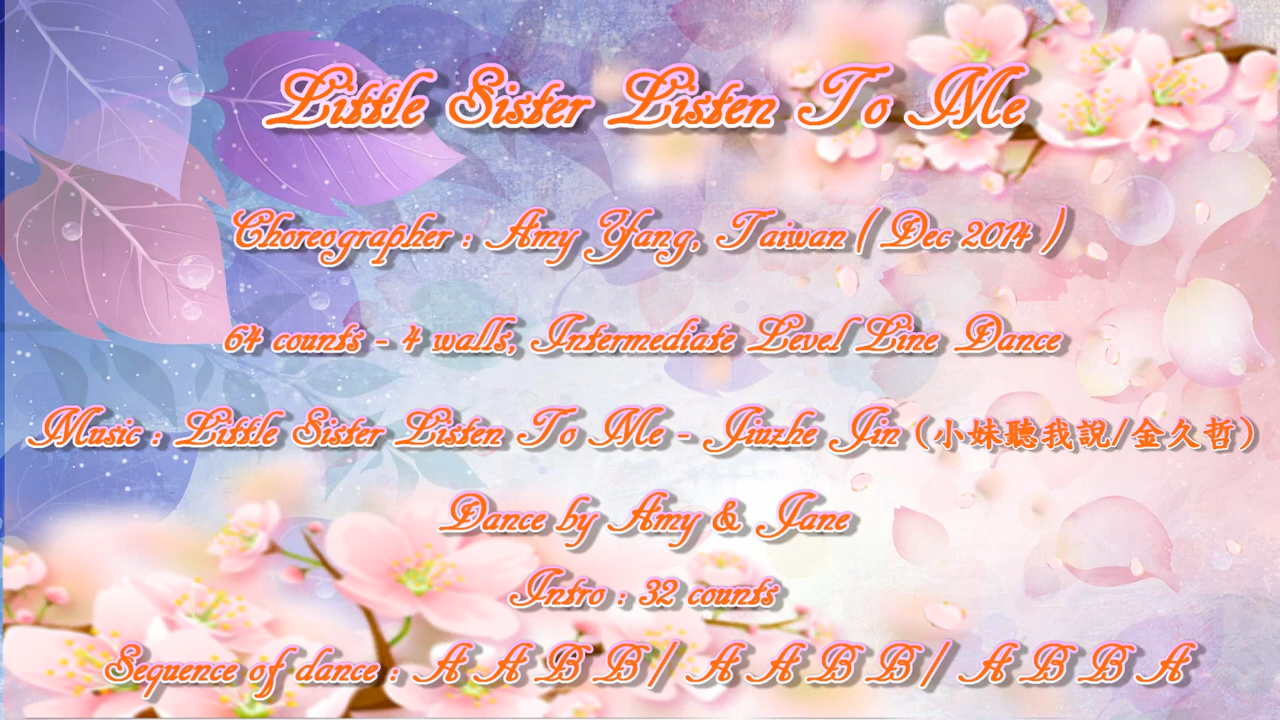 Little Sister Listen To Me
Choreographer : Amy Yang, Taiwan ( Dec 2014 )
64 counts - 4 walls, Intermediate Level Line Dance
Music : Little Sister Listen To Me - Jiuzhe Jin (小妹聽我說/金久哲)
Dance by Amy & Jane
Intro : 32 counts
Sequence of dance : A A B B / A A B B / A B B A